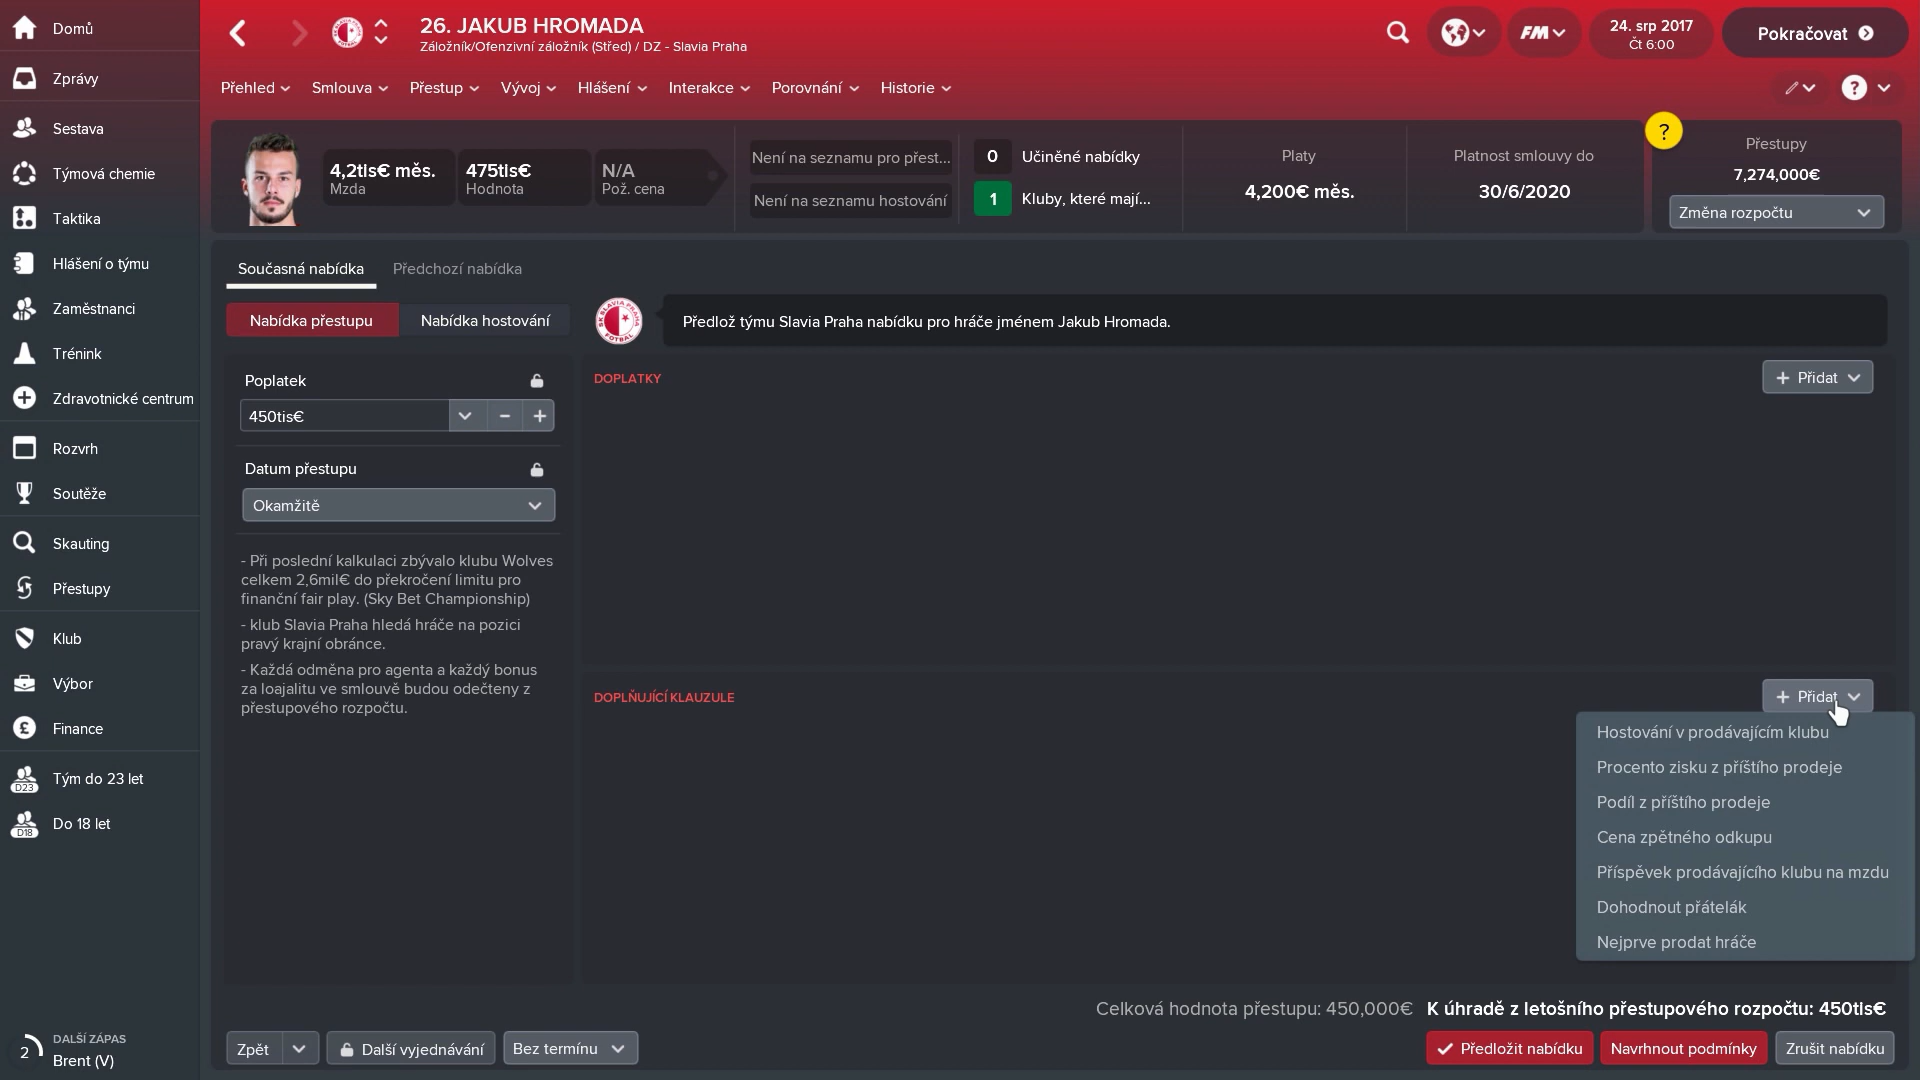 Domů
Zprávy
Sestava
Týmová chemie
Taktika
Hlášení o týmu
Zaměstnanci
Trénink
Zdravotnické centrum
Rozvrh
Soutěže
Skauting
Přestupy
Klub
Výbor
Finance
D23
Tým do 23 let
D18
Do 18 let
2
DALŠÍ ZÁPAS
Brent (V)
26. JAKUB HROMADA
Záložník/Ofenzivní záložník (Střed) / DZ - Slavia Praha
FM
24. srp 2017
Čt 6:00
Pokračovat
Přehled
Smlouva
Přestup
Vývoj
Hlášení
Interakce
Porovnání
Historie
?
4,2tis€ měs.
Mzda
475tis€
Hodnota
N/A
Pož. cena
Není na seznamu pro přest...
Není na seznamu hostování
0 Učiněné nabídky
1 Kluby, které mají...
Platy
4,200€ měs.
Platnost smlouvy do
30/6/2020
?
Přestupy
7,274,000€
Změna rozpočtu
Současná nabídka
Předchozí nabídka
Nabídka přestupu
Nabídka hostování
SK SLAVIA PRAHA
FOTBAL
Předlož týmu Slavia Praha nabídku pro hráče jménem Jakub Hromada.
Poplatek
450tis€
Datum přestupu
Okamžitě
- Při poslední kalkulaci zbývalo klubu Wolves
celkem 2,6mil€ do překročení limitu pro
finanční fair play. (Sky Bet Championship)
- klub Slavia Praha hledá hráče na pozici
pravý krajní obránce.
- Každá odměna pro agenta a každý bonus
za loajalitu ve smlouvě budou odečteny z
přestupového rozpočtu.
DOPLATKY
Přidat
DOPLŇUJÍCÍ KLAUZULE
Přidat
Hostování v prodávajícím klubu
Procento zisku z příštího prodeje
Podíl z příštího prodeje
Cena zpětného odkupu
Příspěvek prodávajícího klubu na mzdu
Dohodnout přátelák
Nejprve prodat hráče
Celková hodnota přestupu: 450,000€
K úhradě z letošního přestupového rozpočtu: 450tis€
Zpět
Další vyjednávání
Bez termínu
Předložit nabídku
Navrhnout podmínky
Zrušit nabídku